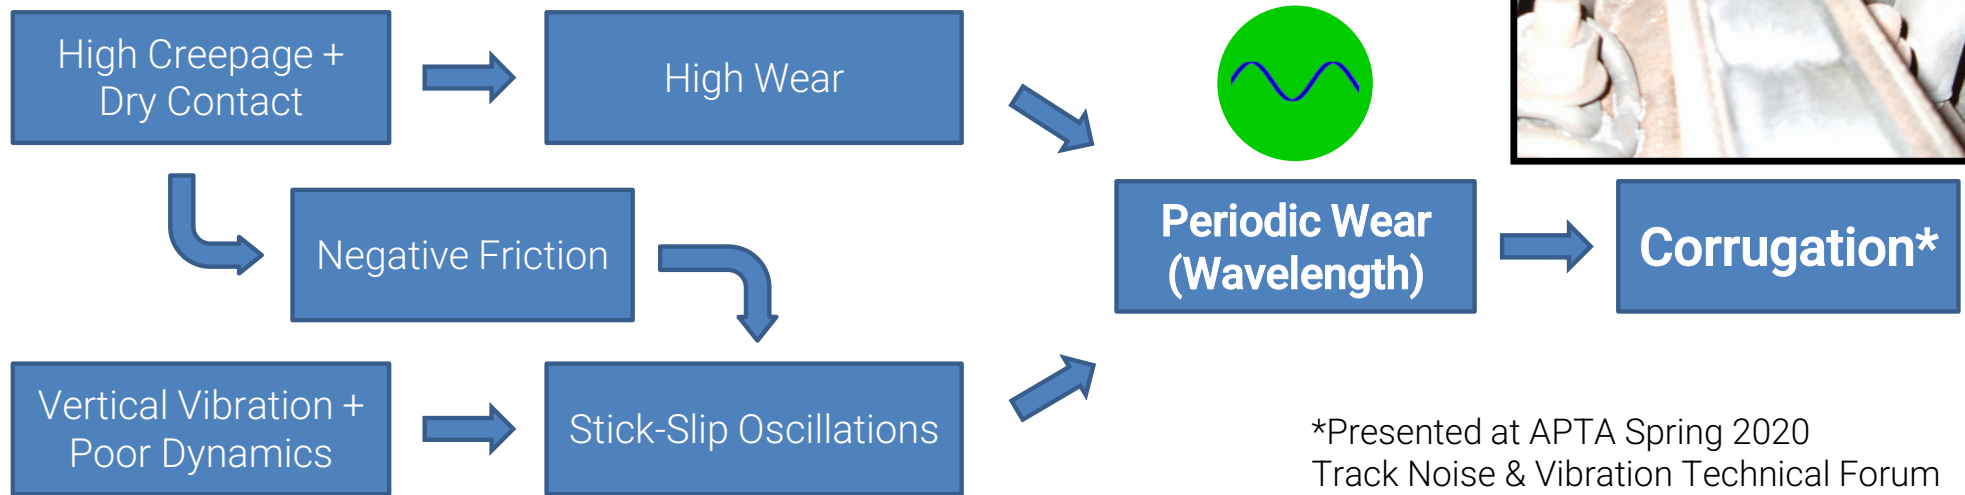 High Creepage +
Dry Contact
High Wear
Negative Friction
Periodic Wear
(Wavelength)
Corrugation*
Vertical Vibration +
Poor Dynamics
Stick-Slip Oscillations
*Presented at APTA Spring 2020
Track Noise & Vibration Technical Forum